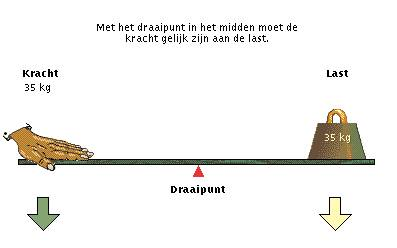 Met het draaipunt in het midden moet de
kracht gelijk zijn aan de last.
Kracht
35 kg
Last
35 kg
Draaipunt